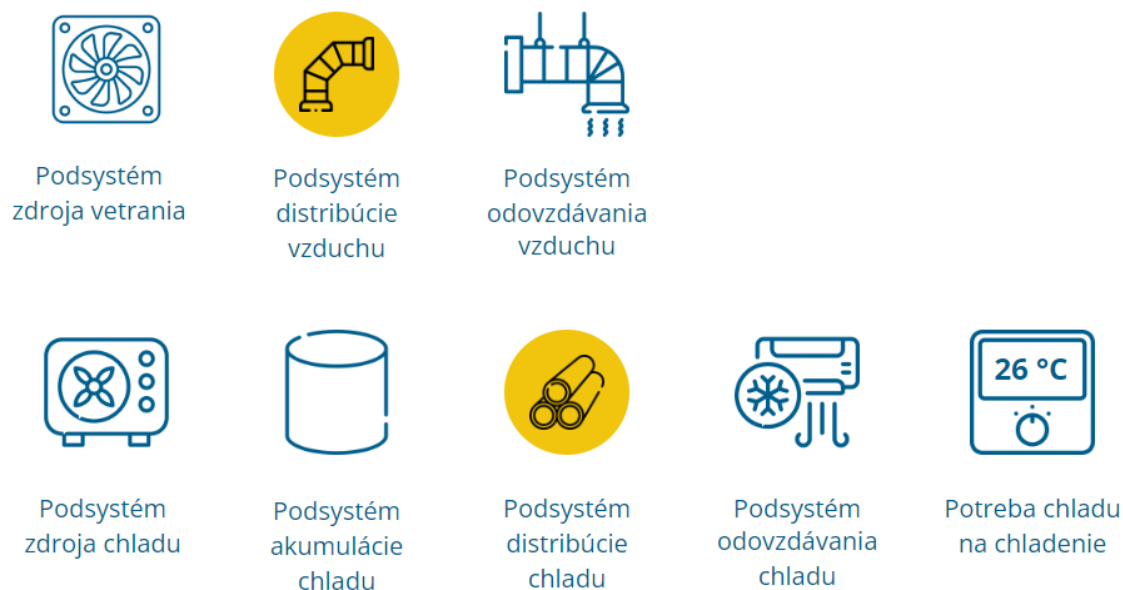 Podsystém
zdroja vetrania
Podsystém
distribúcie
vzduchu
Podsystém
odovzdávania
vzduchu
26 °C
Podsystém
zdroja chladu
Podsystém
akumulácie
chladu
Podsystém
distribúcie
chladu
Podsystém
odovzdávania
chladu
Potreba chladu
na chladenie